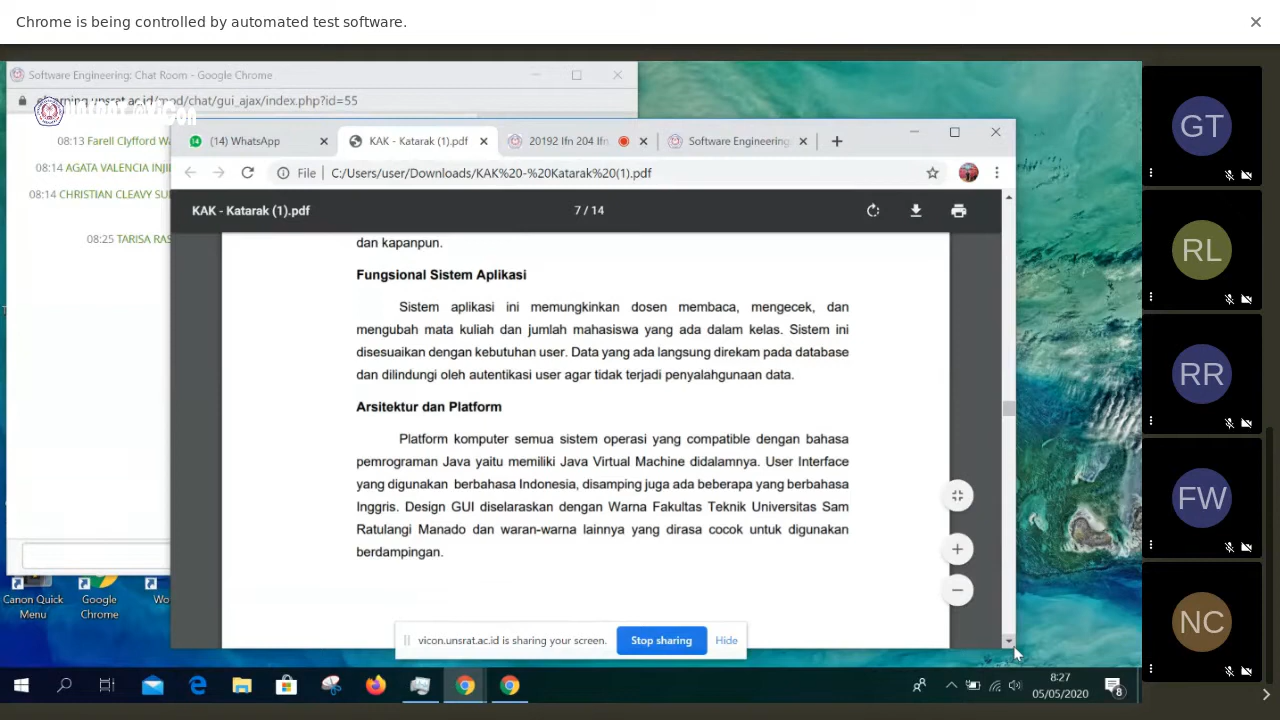 Chrome is being controlled by automated test software.
Software Engineering: Chat Room - Google Chrome
08:13 Farell Clyfford
08:14 AGATA VALENCIA
08:14 CHRISTIAN CLEAVY
08:25 TARISA
(14) WhatsApp
KAK - Katarak (1).pdf
20192 Ifn 204
Software Engineering:
File
C:/Users/user/Downloads/KAK%20-%20Katarak%20(1).pdf
KAK - Katarak (1).pdf
7 / 14
dan kapanpun.
Fungsional Sistem Aplikasi
Sistem aplikasi ini memungkinkan dosen membaca, mengecek, dan
mengubah mata kuliah dan jumlah mahasiswa yang ada dalam kelas. Sistem ini
disesuaikan dengan kebutuhan user. Data yang ada langsung direkam pada database
dan dilindungi oleh autentikasi user agar tidak terjadi penyalahgunaan data.
Arsitektur dan Platform
Platform komputer semua sistem operasi yang compatible dengan bahasa
pemrograman Java yaitu memiliki Java Virtual Machine didalamnya. User Interface
yang digunakan berbahasa Indonesia, disamping juga ada beberapa yang berbahasa
Inggris. Design GUI diselaraskan dengan Warna Fakultas Teknik Universitas Sam
Ratulangi Manado dan waran-warna lainnya yang dirasa cocok untuk digunakan
berdampingan.
vicon.unsrat.ac.id is sharing your screen.
Stop sharing
Hide
Canon Quick
Menu
Google
Chrome
8:27
05/05/2020
8
GT
RL
RR
FW
NC